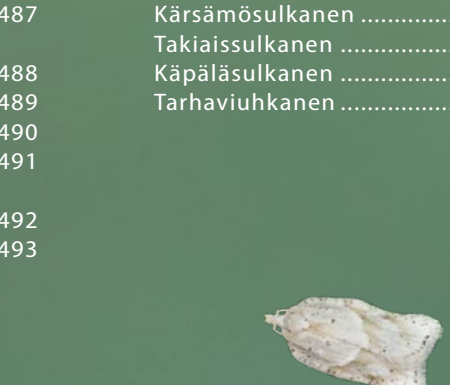 487
488
489
490
491
492
493
Kärsämösulkanen ...............
Takiaissulkanen ..................
Käpäläsulkanen ..................
Tarhaviuhkanen ..................